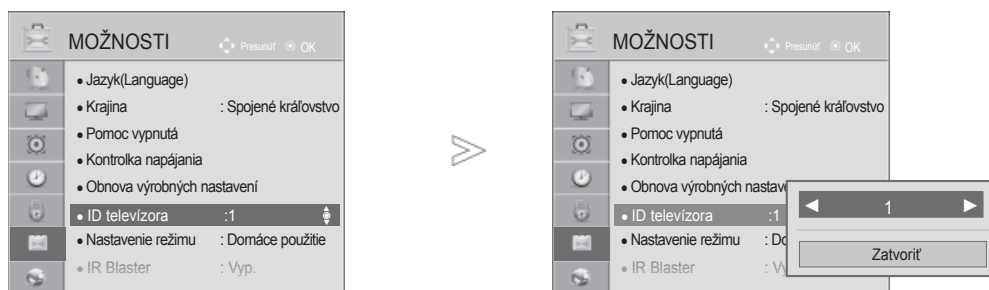 MOŽNOSTI Presunúť OK
• Jazyk(Language)
• Krajina : Spojené kráľovstvo
• Pomoc vypnutá
• Kontrolka napájania
• Obnova výrobných nastavení
• ID televízora :1
• Nastavenie režimu : Domáce použitie
• IR Blaster : Vyp.
MOŽNOSTI Presunúť OK
• Jazyk(Language)
• Krajina : Spojené kráľovstvo
• Pomoc vypnutá
• Kontrolka napájania
• Obnova výrobných nastav
• ID televízora :1
• Nastavenie režimu : Do
• IR Blaster : Vy
◀ 1 ▶
Zatvoriť